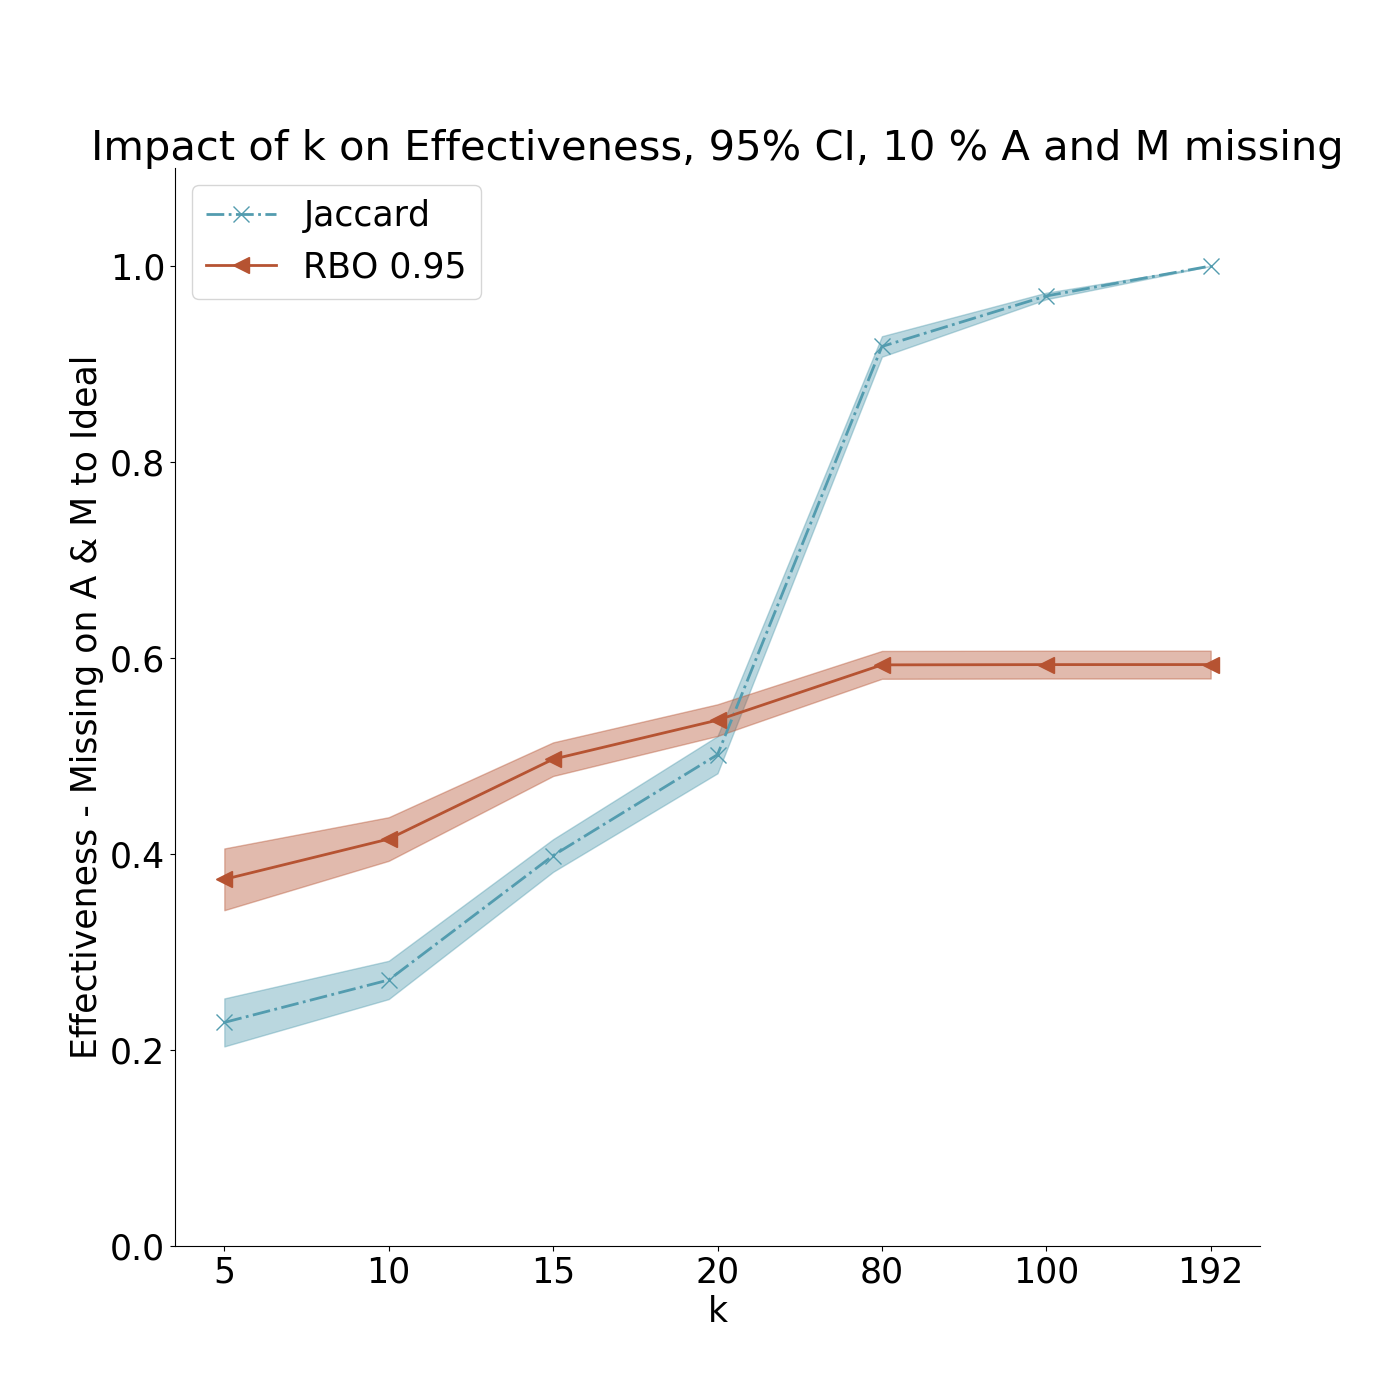 Impact of k on Effectiveness, 95% CI, 10 % A and M missing
Jaccard
RBO 0.95
Effectiveness - Missing on A & M to Ideal
1.0
0.8
0.6
0.4
0.2
0.0
5 10 15 20 80 100 192
k